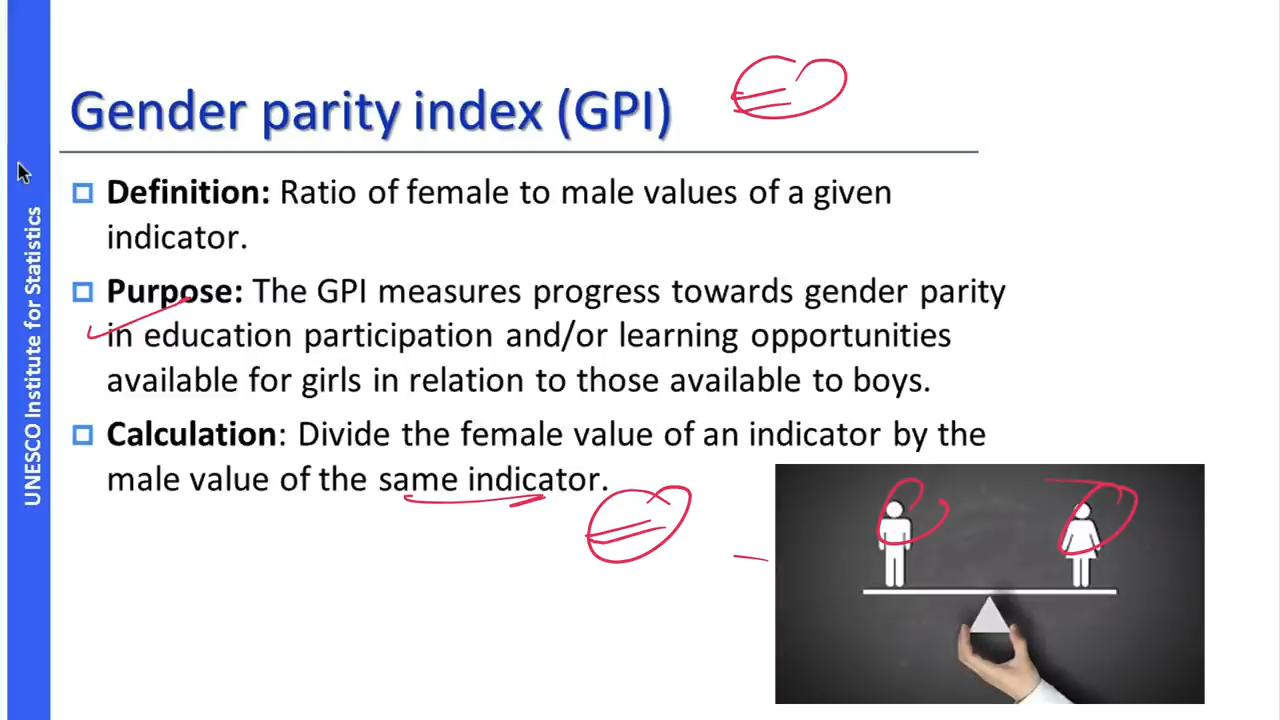 Gender parity index (GPI)
Definition: Ratio of female to male values of a given
indicator.
Purpose: The GPI measures progress towards gender parity
in education participation and/or learning opportunities
available for girls in relation to those available to boys.
Calculation: Divide the female value of an indicator by the
male value of the same indicator.
UNESCO Institute for Statistics